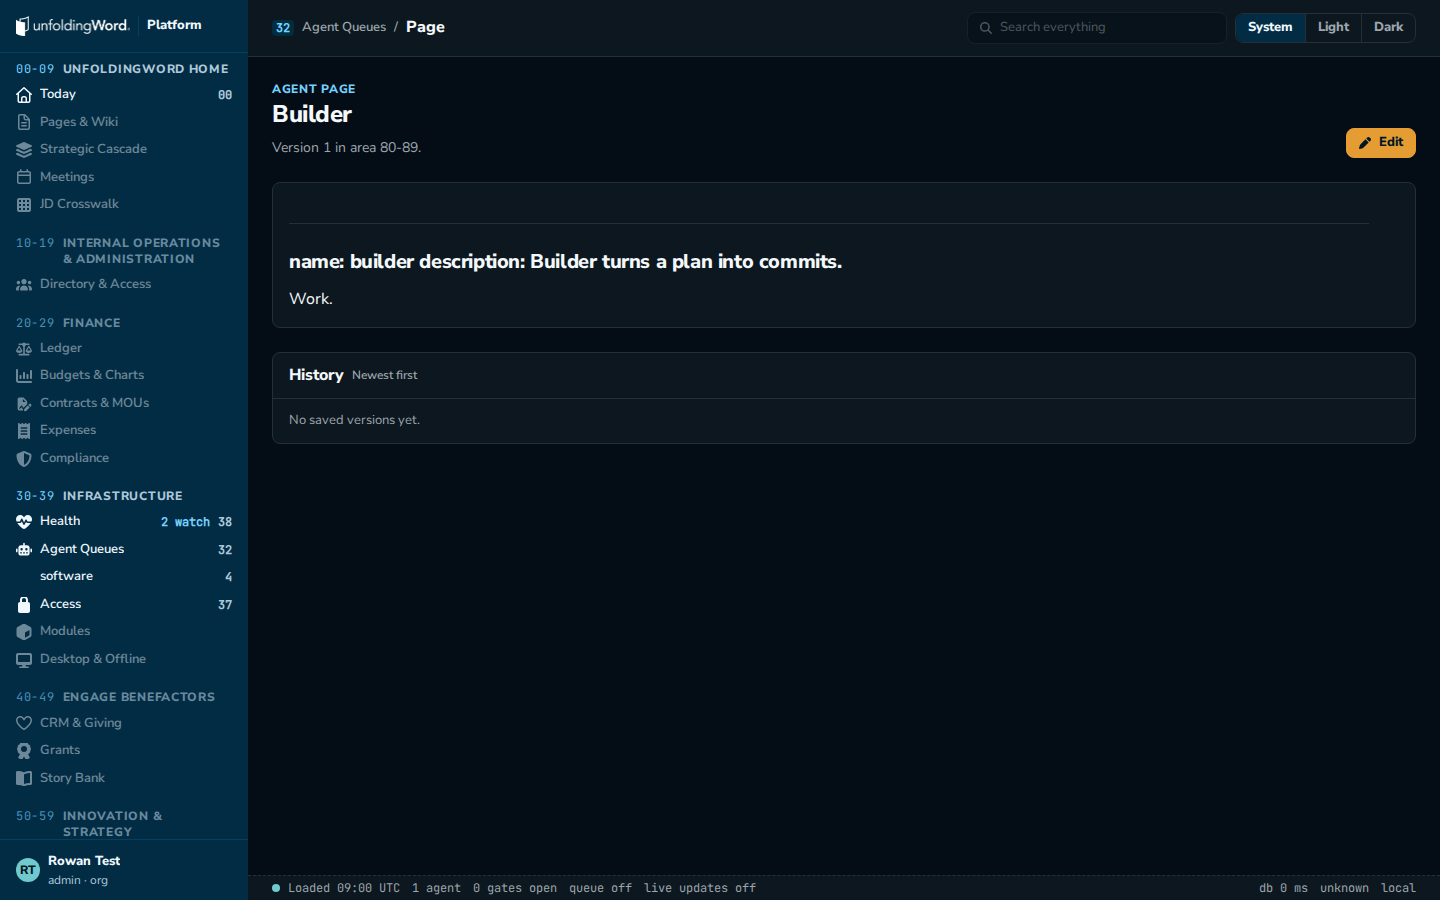 unfoldingWord Platform
00-09 UNFOLDINGWORD HOME
Today 00
Pages & Wiki
Strategic Cascade
Meetings
JD Crosswalk
10-19 INTERNAL OPERATIONS
& ADMINISTRATION
Directory & Access
20-29 FINANCE
Ledger
Budgets & Charts
Contracts & MOUs
Expenses
Compliance
30-39 INFRASTRUCTURE
Health 2 watch 38
Agent Queues 32
software 4
Access 37
Modules
Desktop & Offline
40-49 ENGAGE BENEFACTORS
CRM & Giving
Grants
Story Bank
50-59 INNOVATION &
STRATEGY
RT Rowan Test
admin · org
32 Agent Queues / Page
Search everything
System Light Dark
AGENT PAGE
Builder
Version 1 in area 80-89.
Edit
name: builder description: Builder turns a plan into commits.
Work.
History Newest first
No saved versions yet.
Loaded 09:00 UTC 1 agent 0 gates open queue off live updates off
db 0 ms unknown local